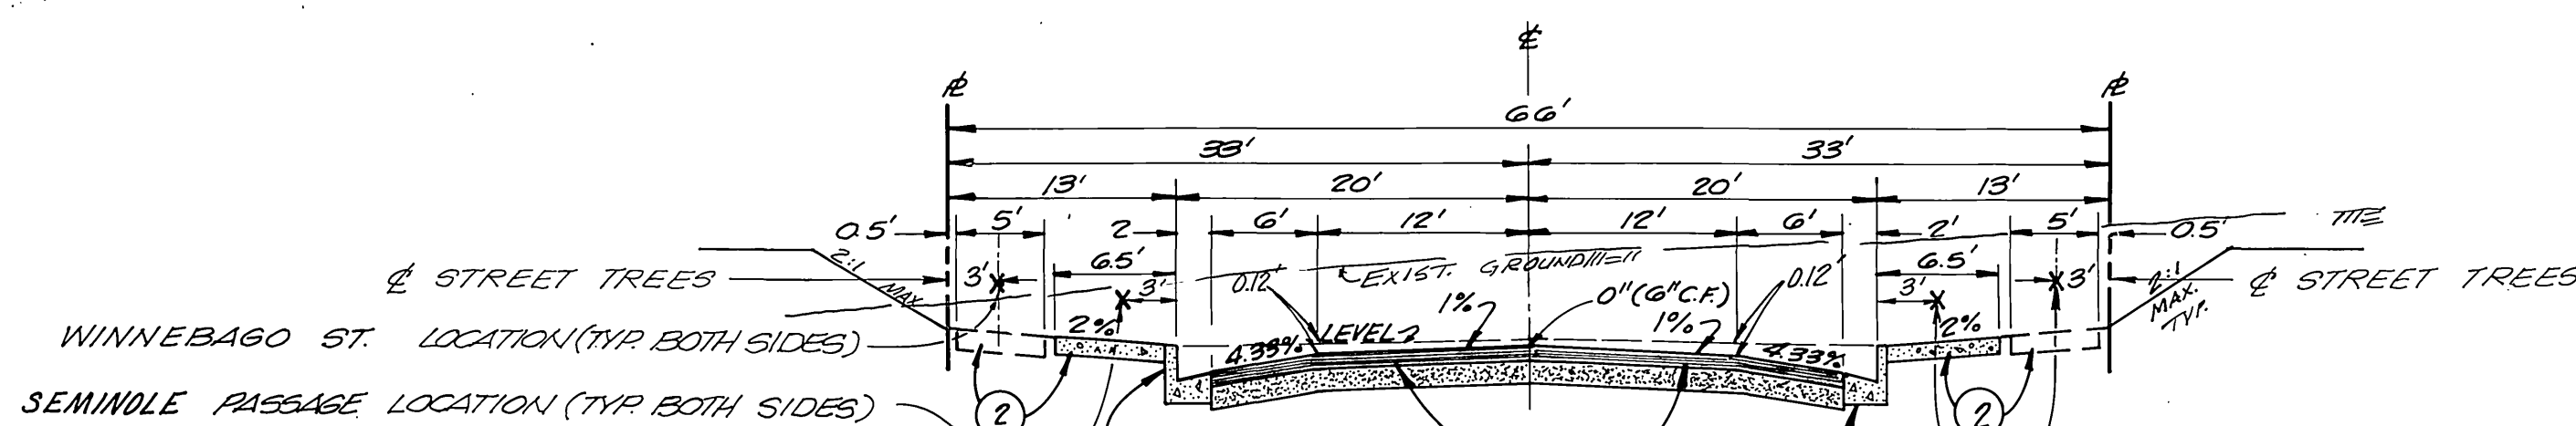 ℄
⅊ ⅊
66'
33' 33'
13' 20' 20' 13'
0.5' 5' 2 6' 12' 12' 6' 2' 5' 0.5'
℄ STREET TREES 3' 6.5' 3' 0.12' EXIST. GROUND 0.12' 6.5' 3' 3' ℄ STREET TREES
2:1 MAX 2:1 MAX. TYP.
WINNEBAGO ST. LOCATION (TYP. BOTH SIDES) 2% LEVEL 1% 0" (6" C.F.) 1% 2%
4.33% 4.33%
SEMINOLE PASSAGE LOCATION (TYP. BOTH SIDES) 2 2